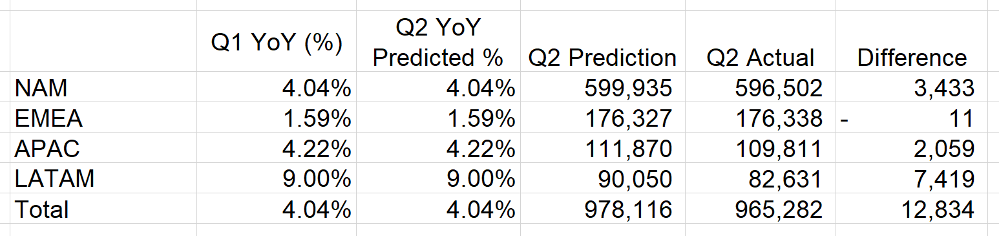 Q1 YoY (%) Q2 YoY Predicted % Q2 Prediction Q2 Actual Difference
NAM 4.04% 4.04% 599,935 596,502 3,433
EMEA 1.59% 1.59% 176,327 176,338 - 11
APAC 4.22% 4.22% 111,870 109,811 2,059
LATAM 9.00% 9.00% 90,050 82,631 7,419
Total 4.04% 4.04% 978,116 965,282 12,834